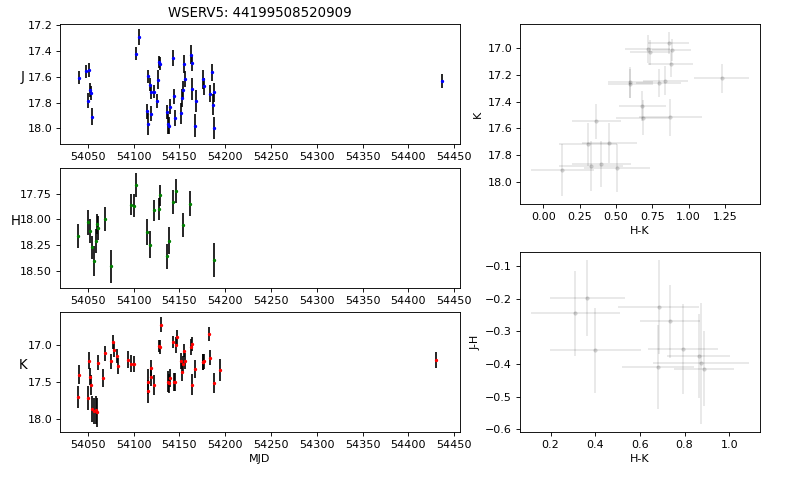 WSERV5: 44199508520909
17.2
17.4
17.6
17.8
18.0
J
54050 54100 54150 54200 54250 54300 54350 54400 54450
17.75
18.00
18.25
18.50
H
54050 54100 54150 54200 54250 54300 54350 54400 54450
17.0
17.5
18.0
K
54050 54100 54150 54200 54250 54300 54350 54400 54450
MJD
17.0
17.2
17.4
17.6
17.8
18.0
K
0.00 0.25 0.50 0.75 1.00 1.25
H-K
−0.1
−0.2
−0.3
−0.4
−0.5
−0.6
J-H
0.2 0.4 0.6 0.8 1.0
H-K